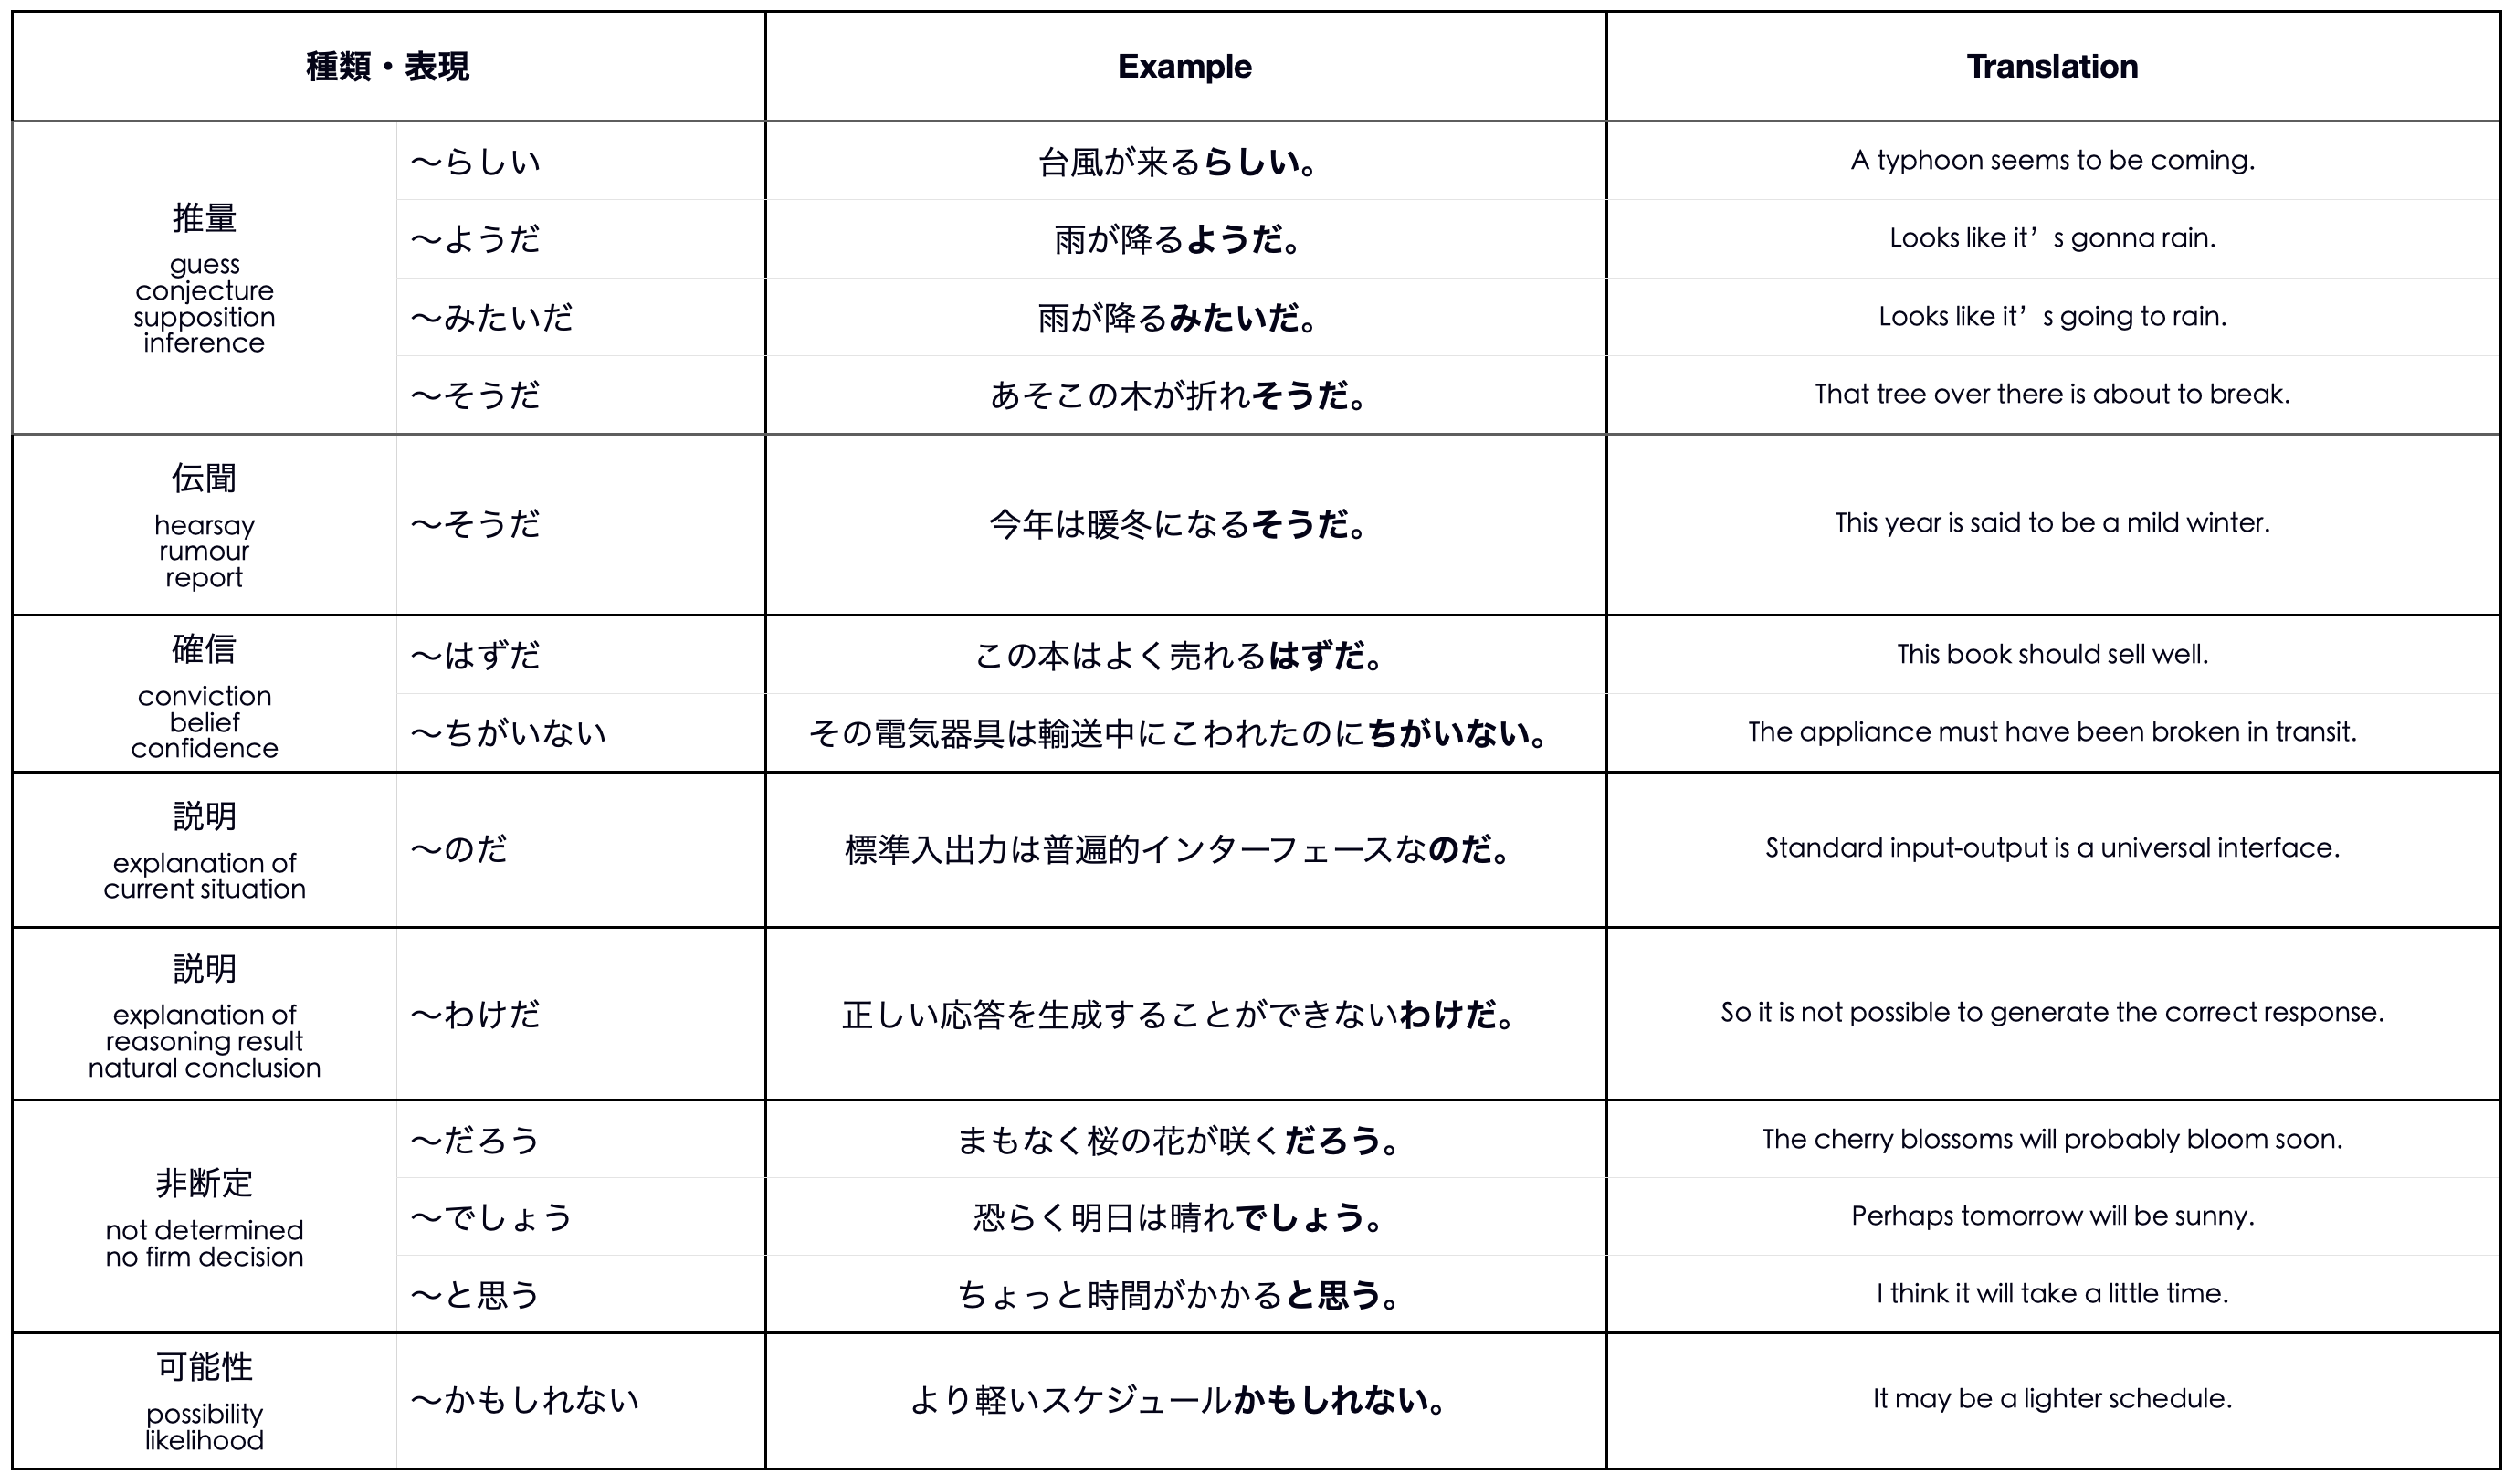 種類・表現
Example
Translation
推量
guess
conjecture
supposition
inference
～らしい
台風が来るらしい。
A typhoon seems to be coming.
～ようだ
雨が降るようだ。
Looks like it’s gonna rain.
～みたいだ
雨が降るみたいだ。
Looks like it’s going to rain.
～そうだ
あそこの木が折れそうだ。
That tree over there is about to break.
伝聞
hearsay
rumour
report
～そうだ
今年は暖冬になるそうだ。
This year is said to be a mild winter.
確信
conviction
belief
confidence
～はずだ
この本はよく売れるはずだ。
This book should sell well.
～ちがいない
その電気器具は輸送中にこわれたのにちがいない。
The appliance must have been broken in transit.
説明
explanation of
current situation
～のだ
標準入出力は普遍的インターフェースなのだ。
Standard input-output is a universal interface.
説明
explanation of
reasoning result
natural conclusion
～わけだ
正しい応答を生成することができないわけだ。
So it is not possible to generate the correct response.
非断定
not determined
no firm decision
～だろう
まもなく桜の花が咲くだろう。
The cherry blossoms will probably bloom soon.
～でしょう
恐らく明日は晴れでしょう。
Perhaps tomorrow will be sunny.
～と思う
ちょっと時間がかかると思う。
I think it will take a little time.
可能性
possibility
likelihood
～かもしれない
より軽いスケジュールかもしれない。
It may be a lighter schedule.